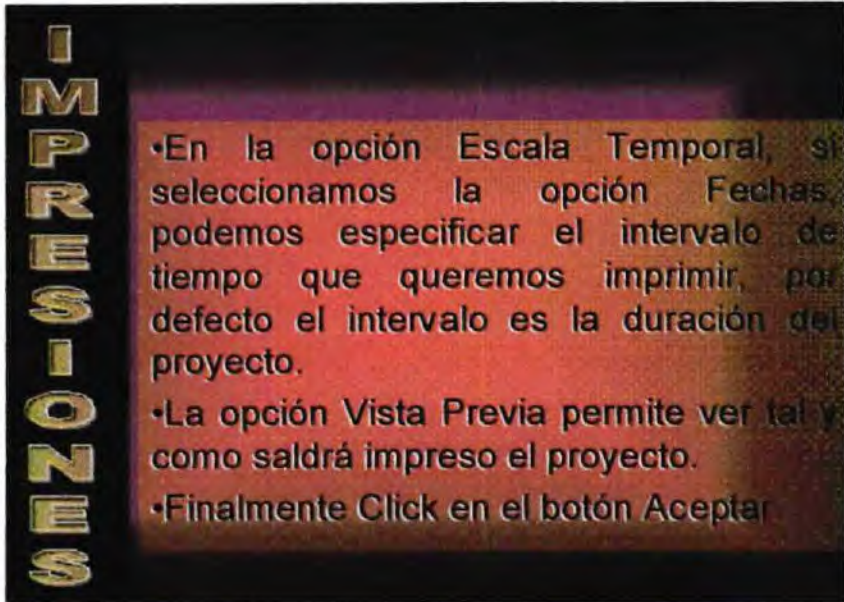 IMPRESIONES
•En la opción Escala Temporal, si
seleccionamos la opción Fechas,
podemos especificar el intervalo de
tiempo que queremos imprimir, por
defecto el intervalo es la duración del
proyecto.
•La opción Vista Previa permite ver tal y
como saldrá impreso el proyecto.
•Finalmente Click en el botón Aceptar